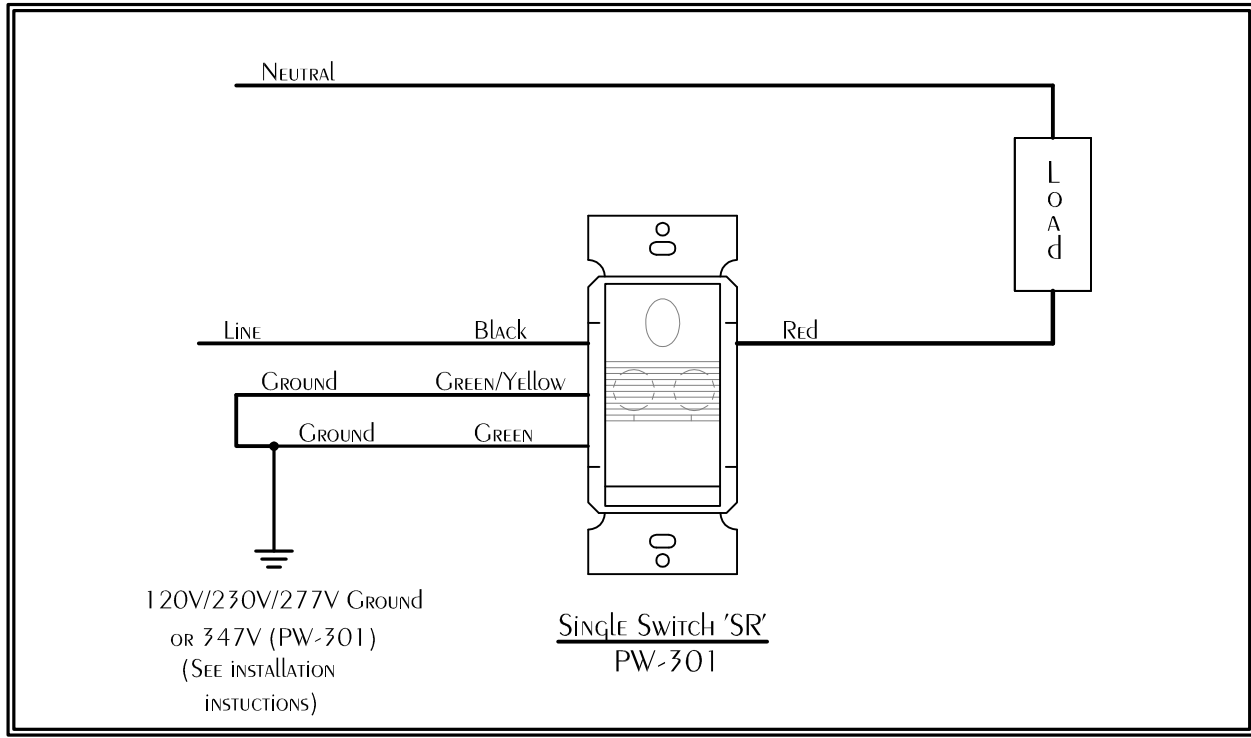 Neutral
Load
Line
Black
Red
Ground
Green/Yellow
Ground
Green
120V/230V/277V Ground
or 347V (PW-301)
(See installation
instuctions)
Single Switch 'SR'
PW-301